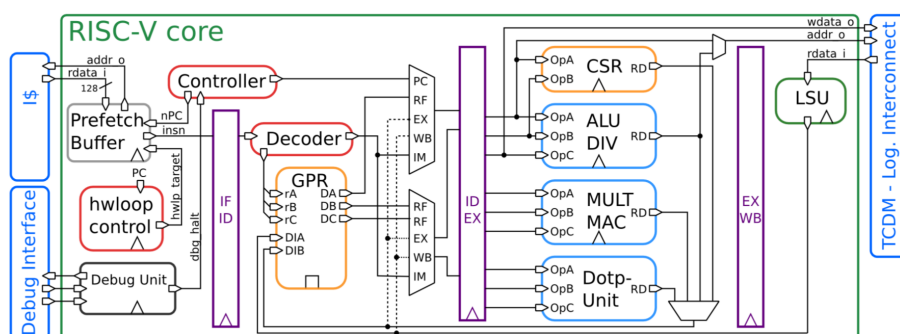 RISC-V core
wdata_o
addr_o
rdata_i
addr_o
rdata_i
128
I$
Controller
Prefetch
Buffer
nPC
insn
PC
hwlp_target
hwloop
control
dbg_halt
Debug Interface
Debug Unit
IF
ID
Decoder
GPR
rA
rB
rC
DIA
DIB
DA
DB
DC
PC
RF
EX
WB
IM
RF
RF
EX
WB
IM
ID
EX
OpA
OpB
CSR
RD
OpA
OpB
OpC
ALU
DIV
RD
OpA
OpB
OpC
MULT
MAC
RD
OpA
OpB
OpC
Dotp-
Unit
RD
EX
WB
LSU
TCDM - Log. Interconnect